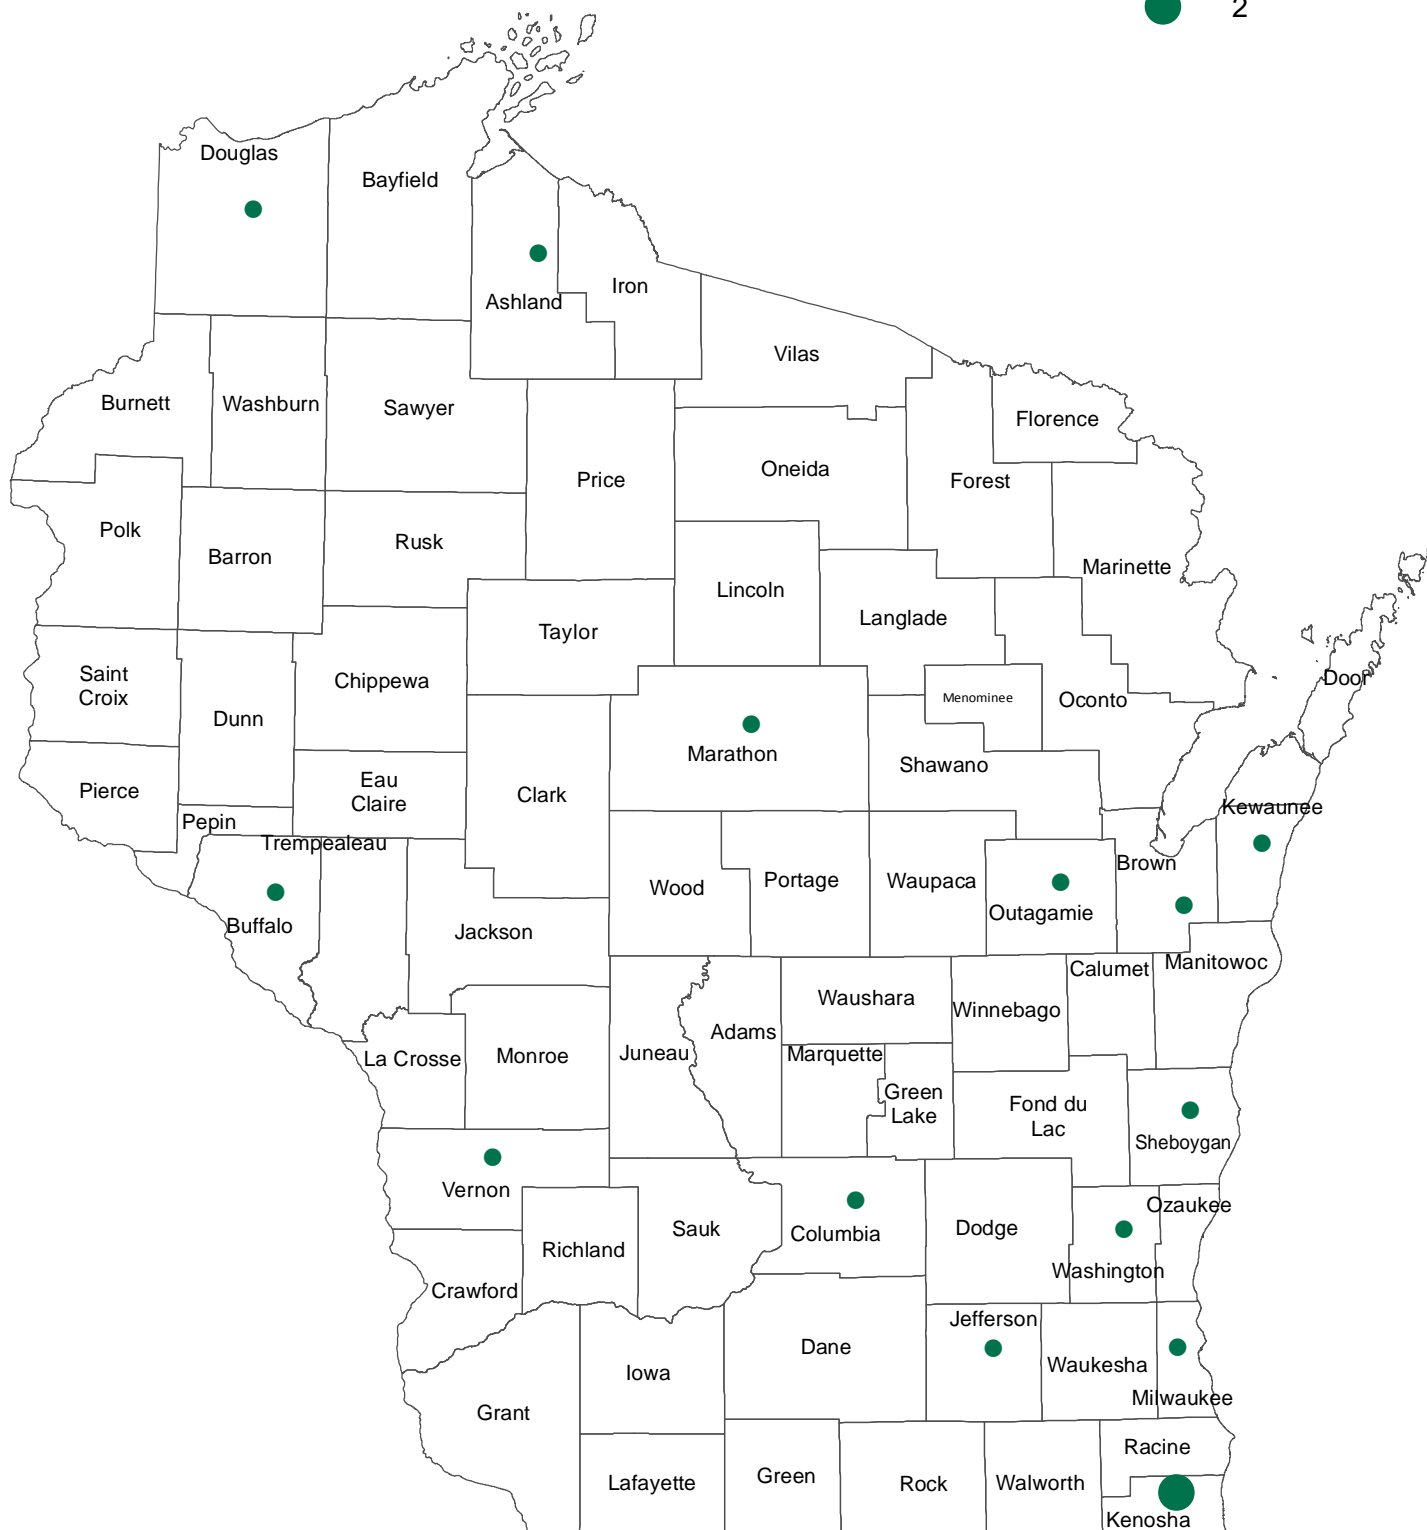 2
Douglas
Bayfield
Ashland
Iron
Vilas
Burnett
Washburn
Sawyer
Florence
Price
Oneida
Forest
Polk
Barron
Rusk
Marinette
Lincoln
Langlade
Taylor
Saint
Croix
Chippewa
Door
Menominee
Oconto
Dunn
Marathon
Shawano
Pierce
Eau
Claire
Clark
Kewaunee
Pepin
Trempealeau
Brown
Wood
Portage
Waupaca
Outagamie
Buffalo
Jackson
Calumet
Manitowoc
Waushara
Winnebago
Adams
La Crosse
Monroe
Juneau
Marquette
Green
Lake
Fond du
Lac
Sheboygan
Vernon
Ozaukee
Sauk
Columbia
Dodge
Richland
Washington
Crawford
Jefferson
Dane
Iowa
Waukesha
Milwaukee
Grant
Racine
Lafayette
Green
Rock
Walworth
Kenosha